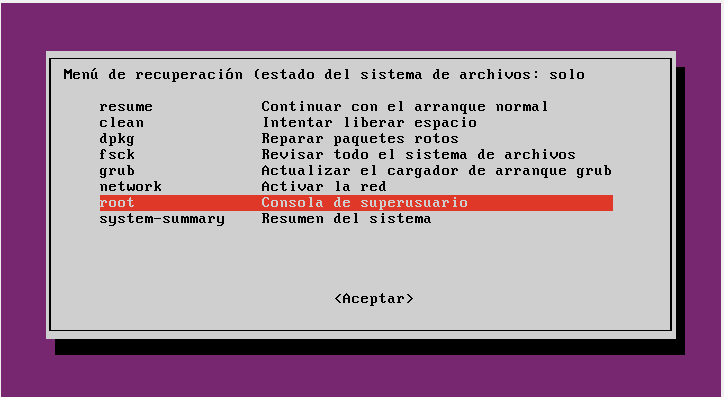 Menú de recuperación (estado del sistema de archivos: solo
resume Continuar con el arranque normal
clean Intentar liberar espacio
dpkg Reparar paquetes rotos
fsck Revisar todo el sistema de archivos
grub Actualizar el cargador de arranque grub
network Activar la red
root Consola de superusuario
system-summary Resumen del sistema
<Aceptar>